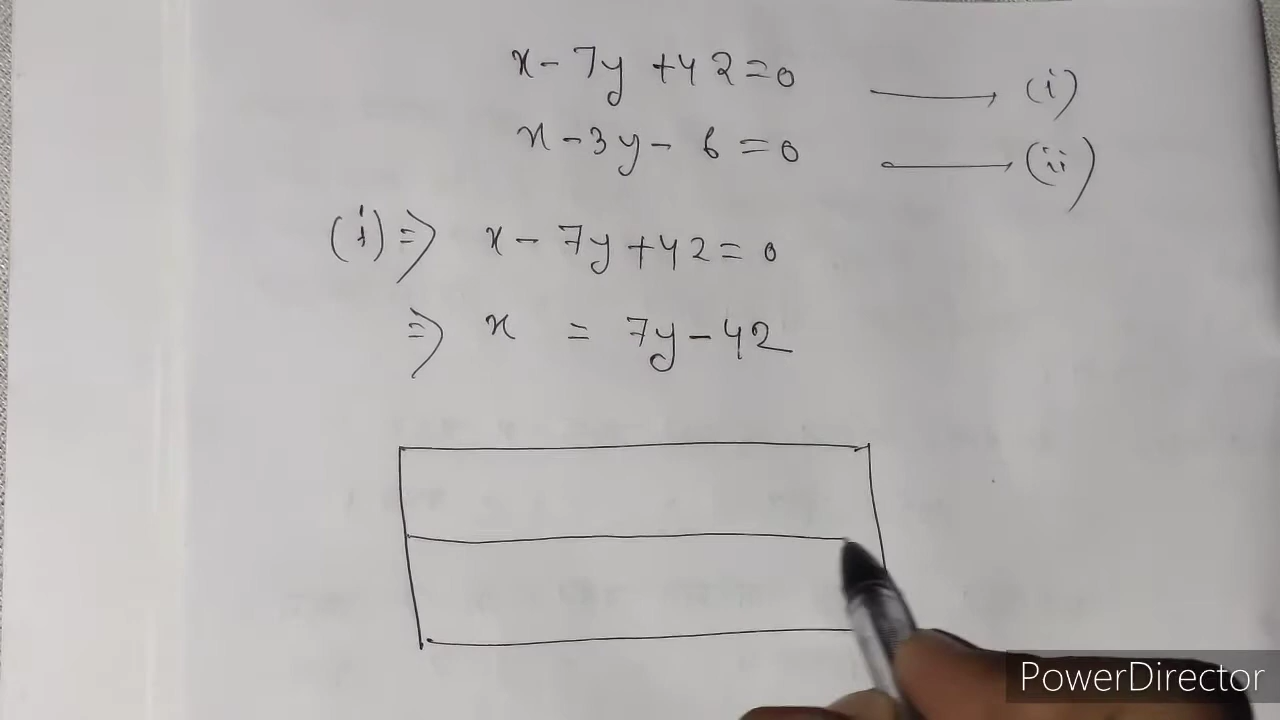 x - 7y + 42 = 0 ⟶ (i)
x - 3y - 6 = 0 ⟶ (ii)
(i) ⇒ x - 7y + 42 = 0
⇒ x = 7y - 42
PowerDirector